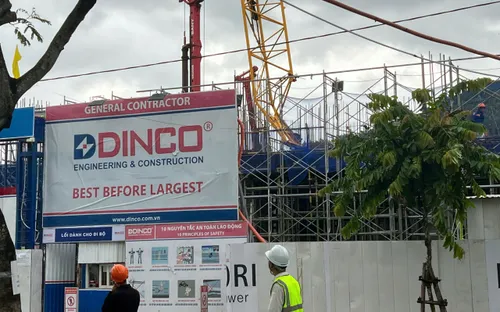 GENERAL CONTRACTOR
DINCO®
ENGINEERING & CONSTRUCTION
BEST BEFORE LARGEST
www.dinco.com.vn
LỐI DÀNH CHO ĐI BỘ
DINCO
10 NGUYÊN TẮC AN TOÀN LAO ĐỘNG
10 PRINCIPLES OF SAFETY
ORI
ower